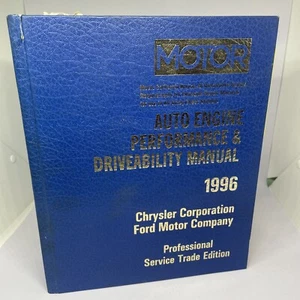 MOTOR
AUTO ENGINE
PERFORMANCE &
DRIVEABILITY MANUAL
1996
Chrysler Corporation
Ford Motor Company
Professional
Service Trade Edition